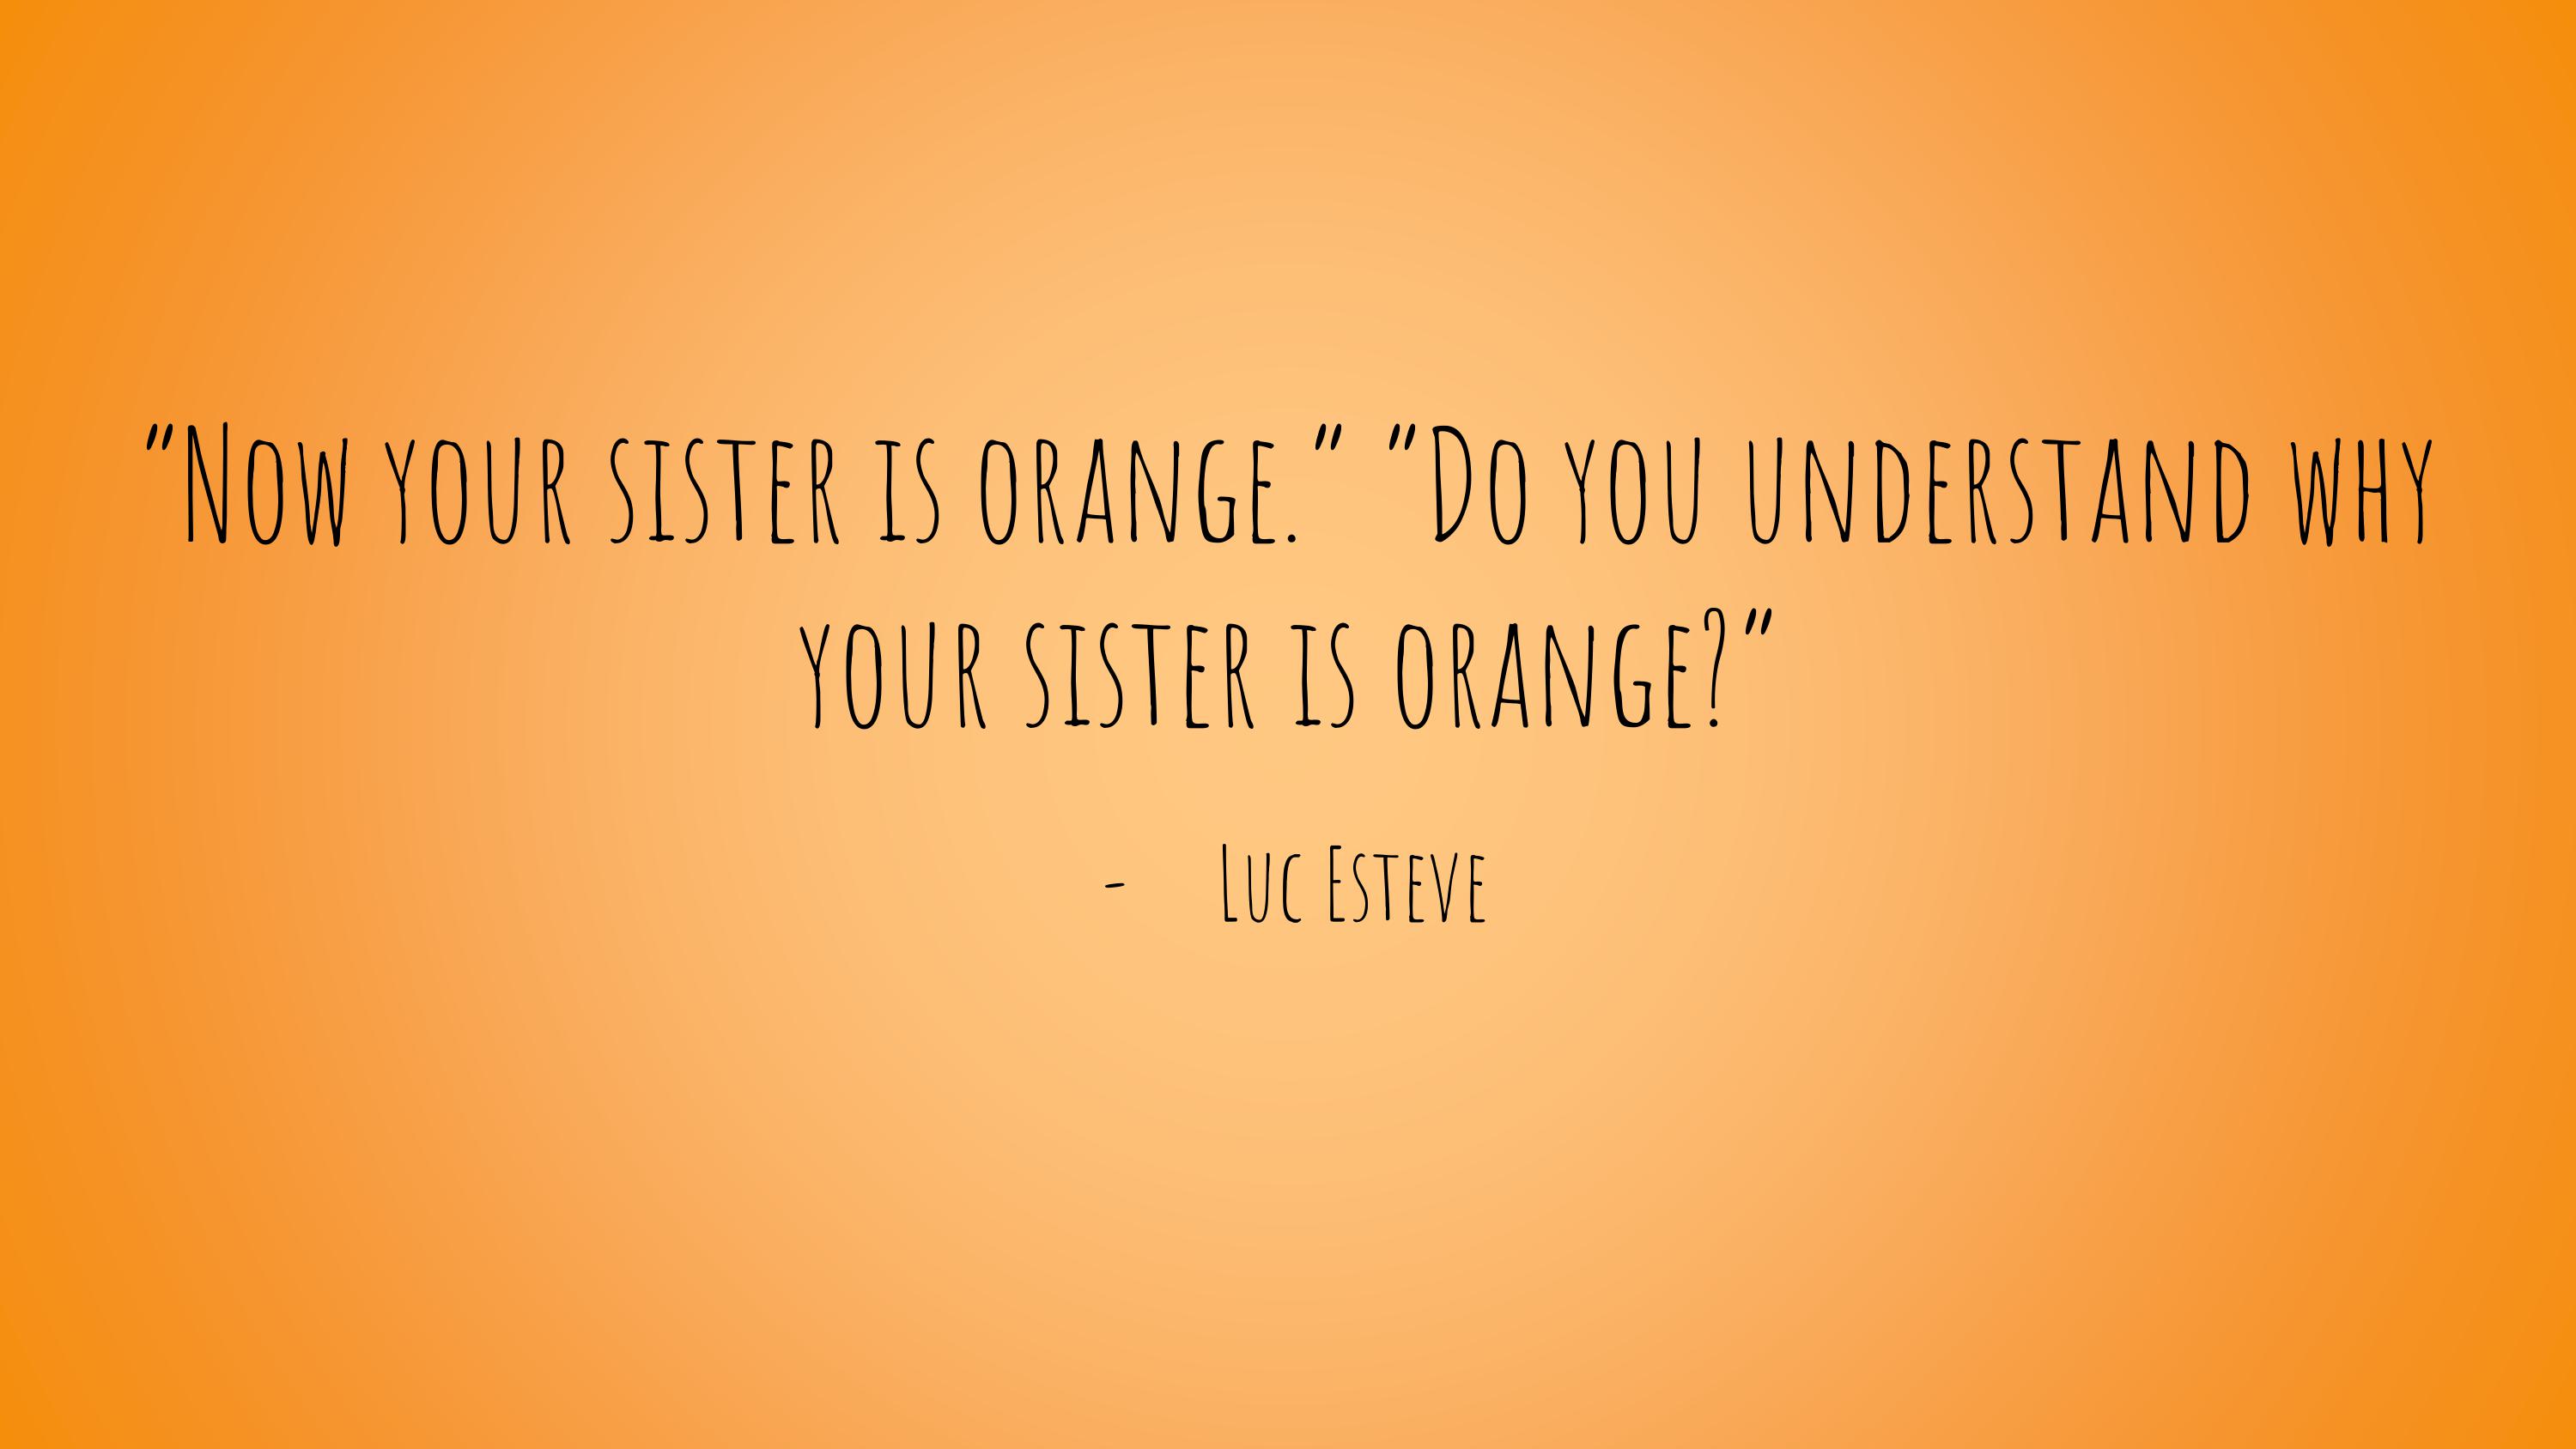 “Now your sister is orange.” “Do you understand why
your sister is orange?”
- Luc Esteve